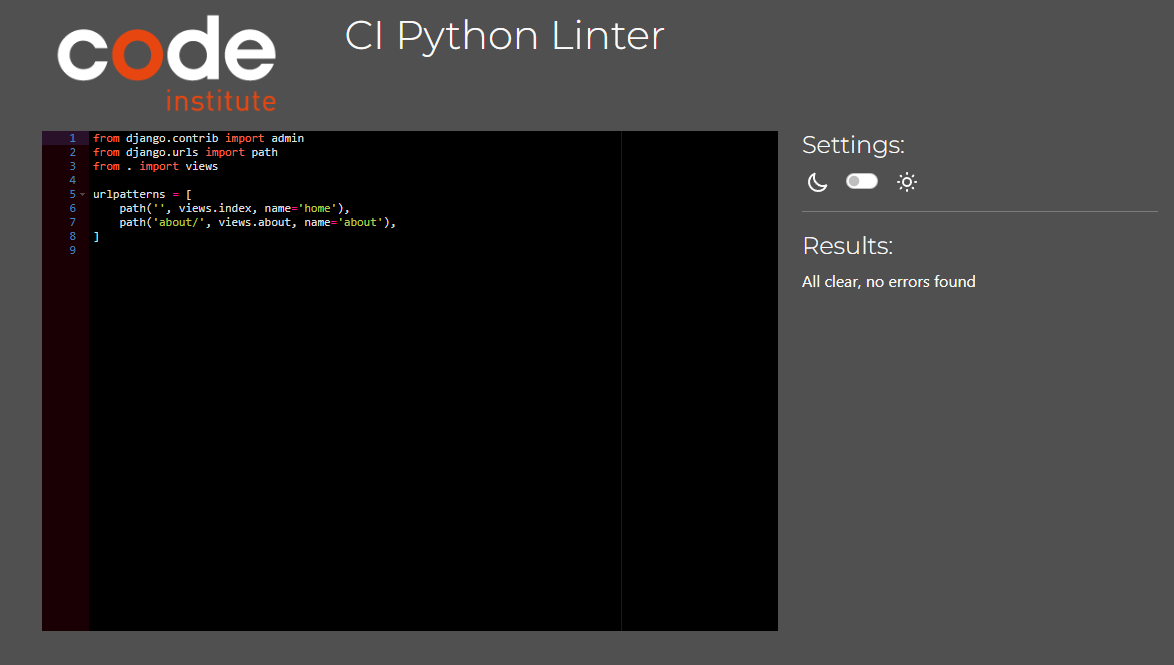 code
institute
CI Python Linter
1 from django.contrib import admin
2 from django.urls import path
3 from . import views
4
5 urlpatterns = [
6     path('', views.index, name='home'),
7     path('about/', views.about, name='about'),
8 ]
9
Settings:
Results:
All clear, no errors found